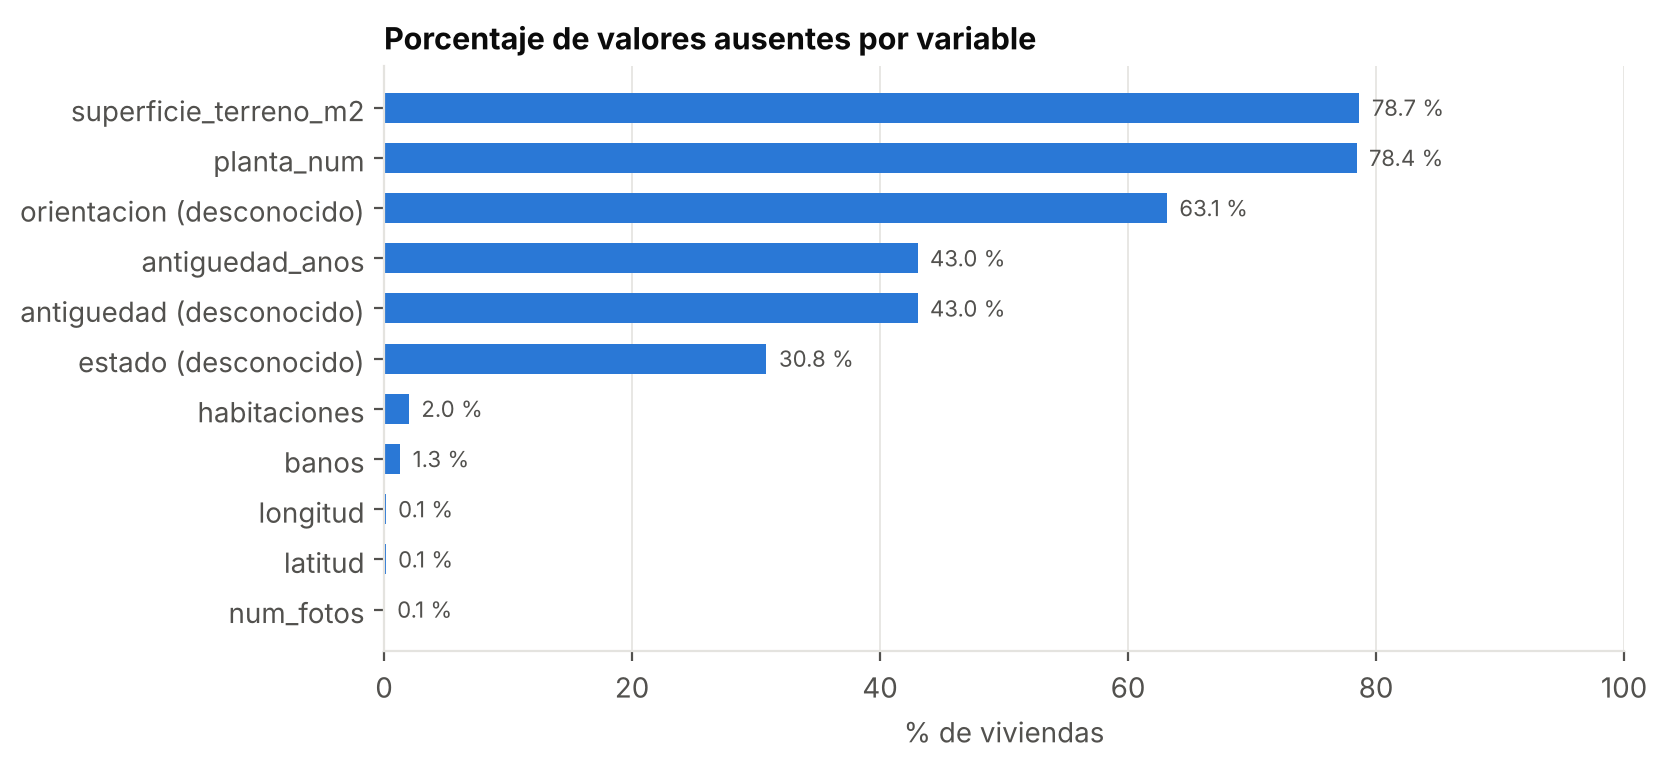 Porcentaje de valores ausentes por variable
superficie_terreno_m2 78.7 %
planta_num 78.4 %
orientacion (desconocido) 63.1 %
antiguedad_anos 43.0 %
antiguedad (desconocido) 43.0 %
estado (desconocido) 30.8 %
habitaciones 2.0 %
banos 1.3 %
longitud 0.1 %
latitud 0.1 %
num_fotos 0.1 %
0 20 40 60 80 100
% de viviendas